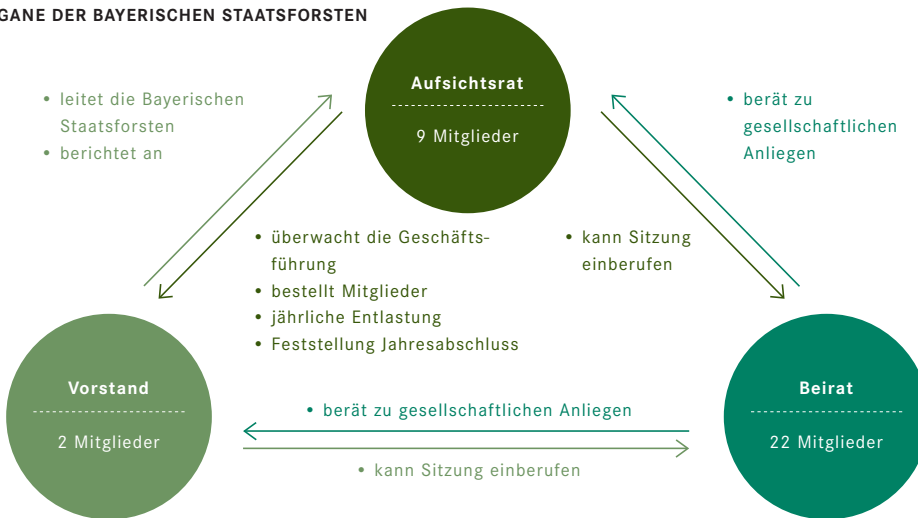 GANE DER BAYERISCHEN STAATSFORSTEN
Aufsichtsrat
9 Mitglieder
• leitet die Bayerischen
Staatsforsten
• berichtet an
• berät zu
gesellschaftlichen
Anliegen
• überwacht die Geschäfts-
führung
• bestellt Mitglieder
• jährliche Entlastung
• Feststellung Jahresabschluss
• kann Sitzung
einberufen
Vorstand
2 Mitglieder
• berät zu gesellschaftlichen Anliegen
• kann Sitzung einberufen
Beirat
22 Mitglieder